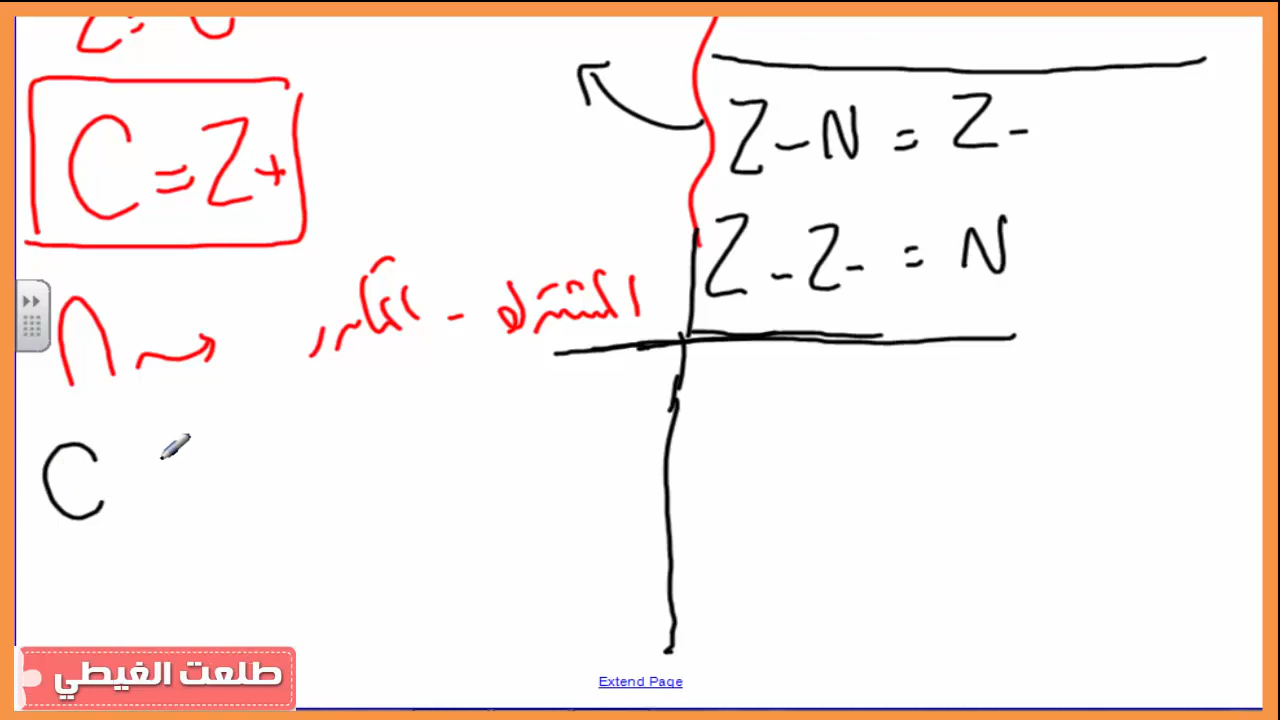 C = Z+
Z - N = Z-
Z - Z- = N
∩ → المشترك - المكرر
C
طلعت الغيطي
Extend Page